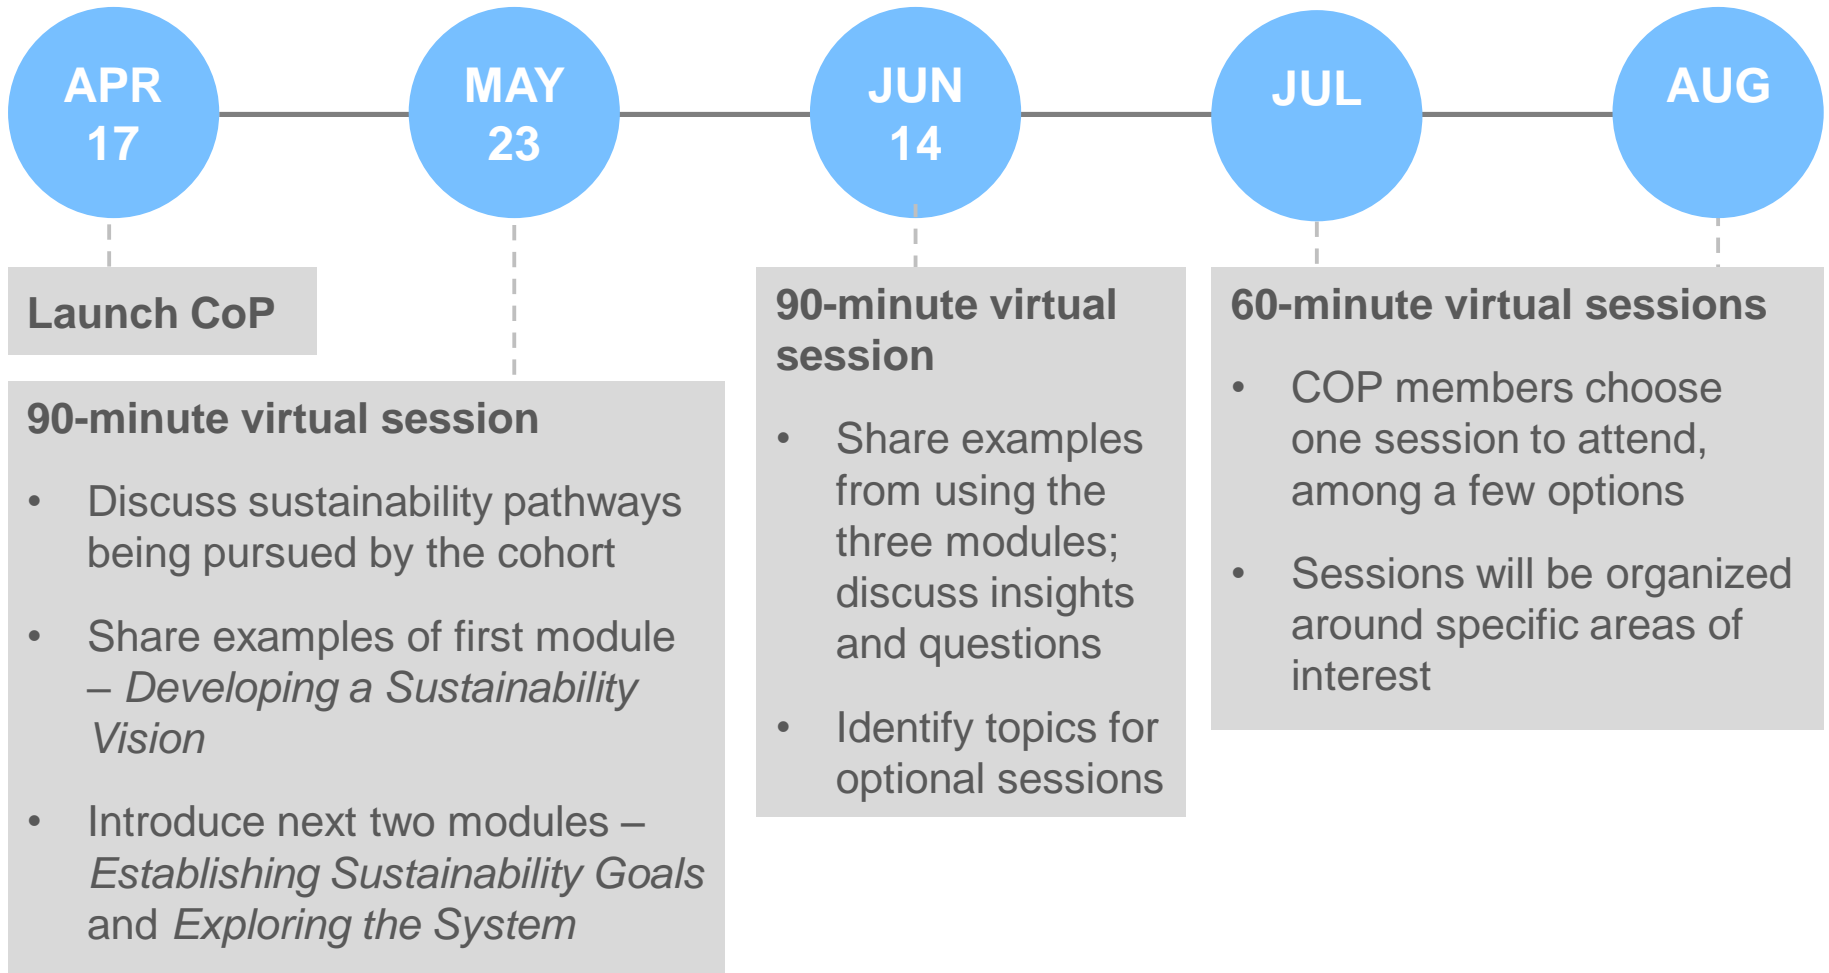 APR
17
MAY
23
JUN
14
JUL
AUG
Launch CoP
90-minute virtual session
• Discuss sustainability pathways
being pursued by the cohort
• Share examples of first module
– Developing a Sustainability
Vision
• Introduce next two modules –
Establishing Sustainability Goals
and Exploring the System
90-minute virtual
session
• Share examples
from using the
three modules;
discuss insights
and questions
• Identify topics for
optional sessions
60-minute virtual sessions
• COP members choose
one session to attend,
among a few options
• Sessions will be organized
around specific areas of
interest